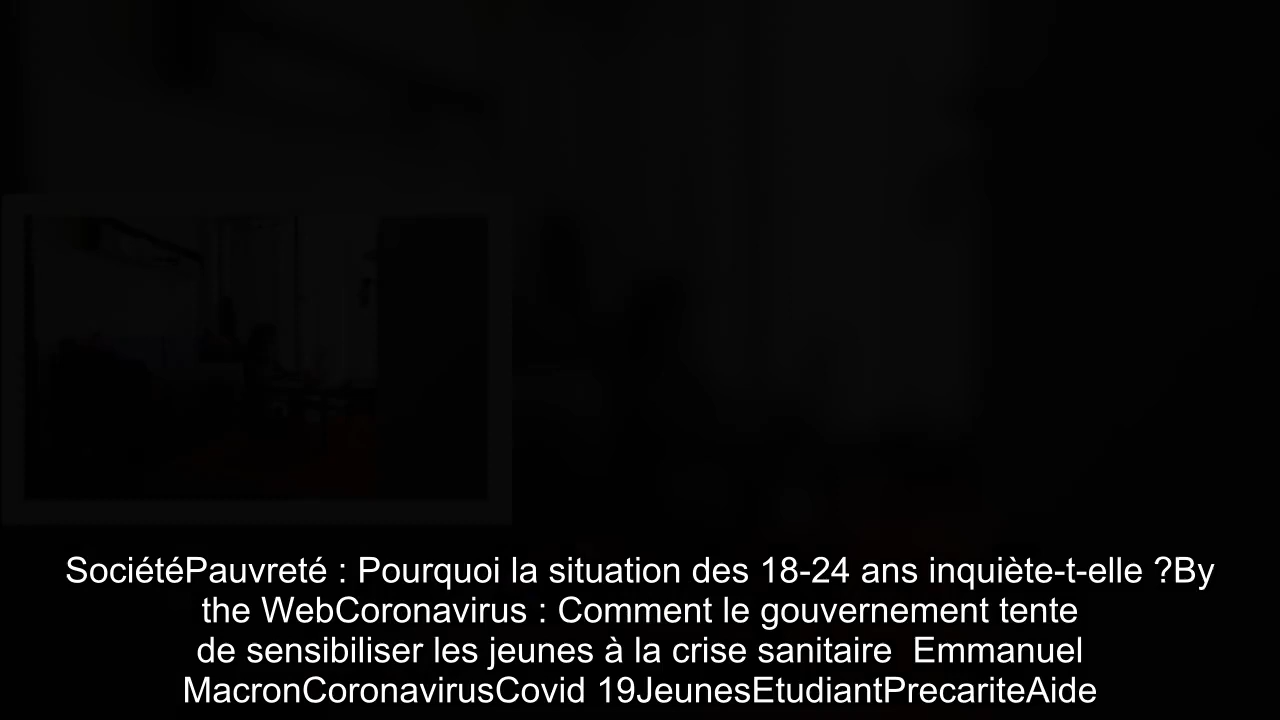 SociétéPauvreté : Pourquoi la situation des 18-24 ans inquiète-t-elle ?By
the WebCoronavirus : Comment le gouvernement tente
de sensibiliser les jeunes à la crise sanitaire  Emmanuel
MacronCoronavirusCovid 19JeunesEtudiantPrecariteAide